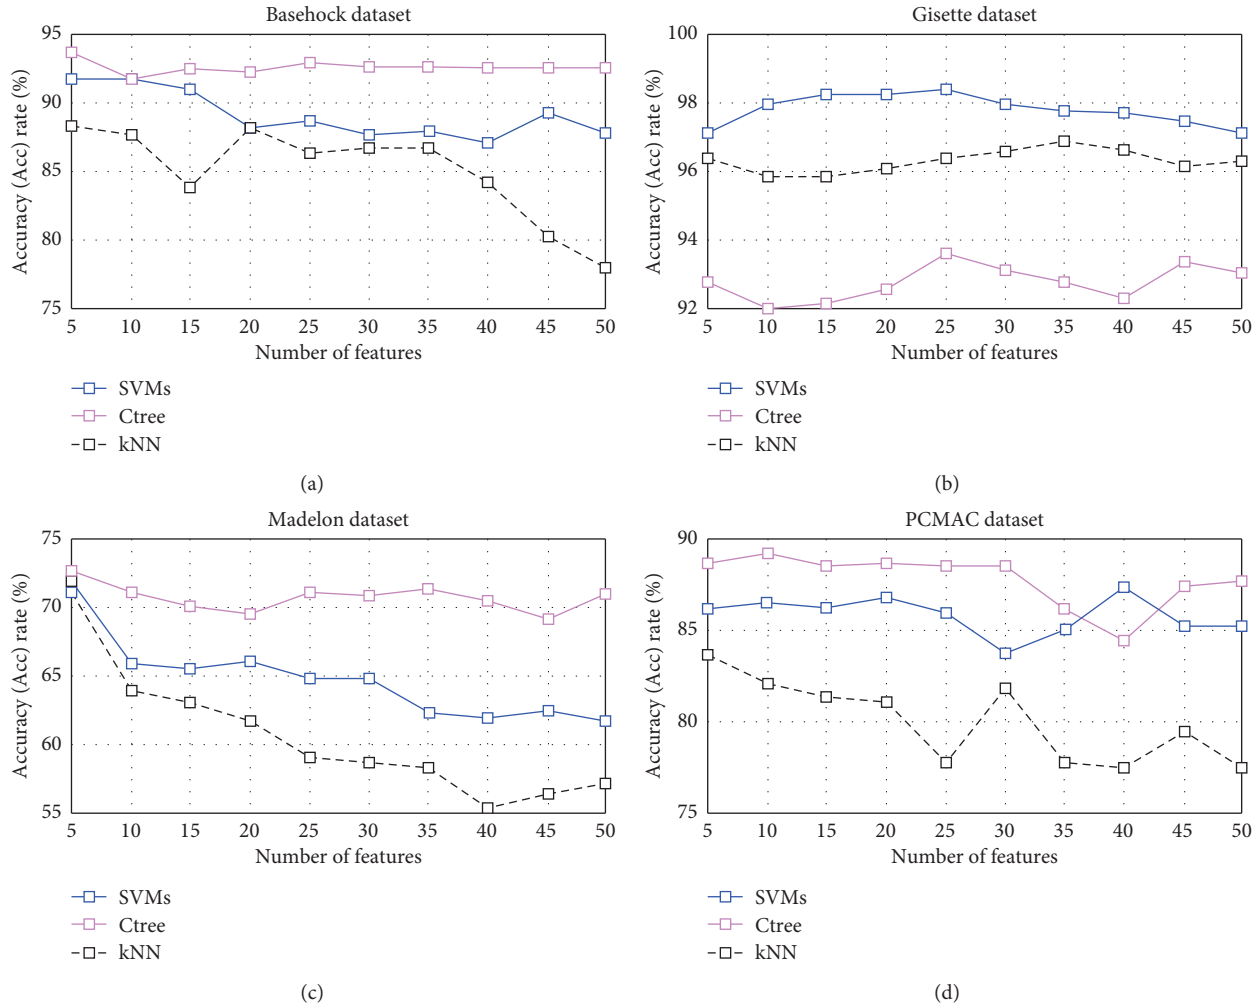 Basehock dataset
Accuracy (Acc) rate (%)
95
90
85
80
75
5 10 15 20 25 30 35 40 45 50
Number of features
SVMs
Ctree
kNN
(a)
Gisette dataset
Accuracy (Acc) rate (%)
100
98
96
94
92
5 10 15 20 25 30 35 40 45 50
Number of features
SVMs
Ctree
kNN
(b)
Madelon dataset
Accuracy (Acc) rate (%)
75
70
65
60
55
5 10 15 20 25 30 35 40 45 50
Number of features
SVMs
Ctree
kNN
(c)
PCMAC dataset
Accuracy (Acc) rate (%)
90
85
80
75
5 10 15 20 25 30 35 40 45 50
Number of features
SVMs
Ctree
kNN
(d)